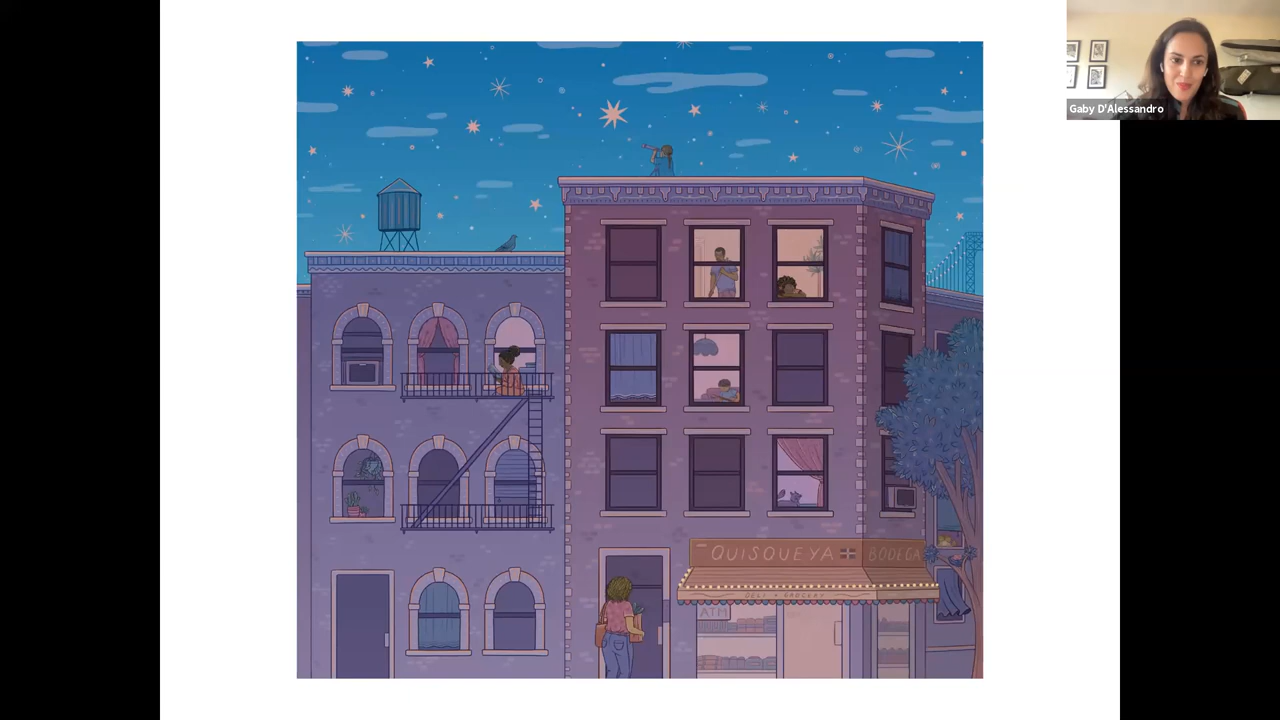 Gaby D'Alessandro
QUISQUEYA BODEGA
DELI + GROCERY
ATM